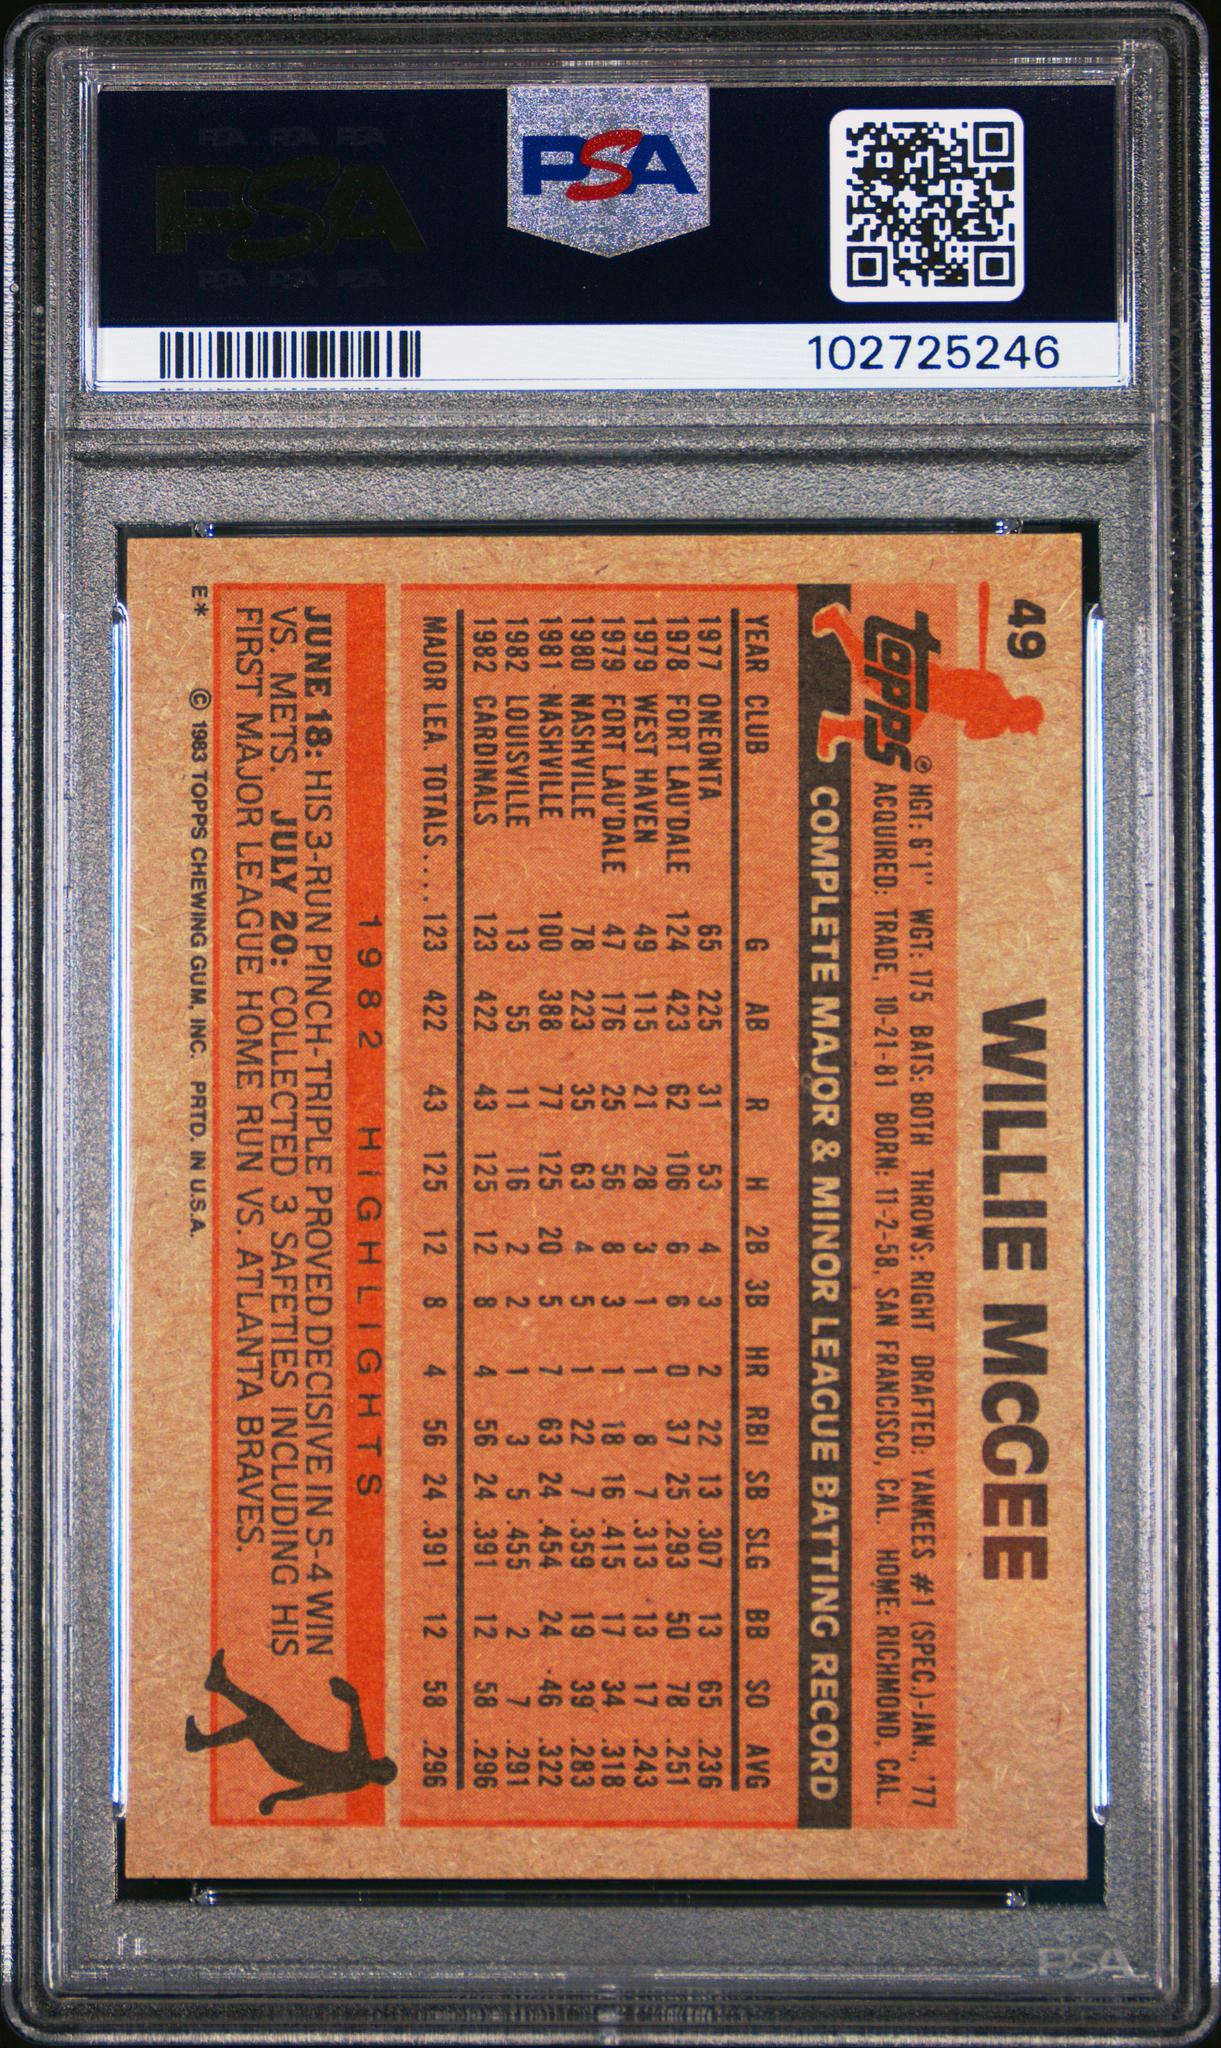 PSA PSA PSA
PSA
PSA PSA PSA
PSA
102725246
49
WILLIE McGEE
Topps®
HGT: 6'1" WGT: 175 BATS: BOTH THROWS: RIGHT DRAFTED: YANKEES #1 (SPEC.)-JAN., '77
ACQUIRED: TRADE, 10-21-81 BORN: 11-2-58, SAN FRANCISCO, CAL. HOME: RICHMOND, CAL.
COMPLETE MAJOR & MINOR LEAGUE BATTING RECORD
YEAR CLUB G AB R H 2B 3B HR RBI SB SLG BB SO AVG
1977 ONEONTA 65 225 31 53 4 3 2 22 13 .307 13 65 .236
1978 FORT LAU'DALE 124 423 62 106 6 6 0 37 25 .293 50 78 .251
1979 WEST HAVEN 49 115 21 28 3 1 1 8 7 .313 13 17 .243
1979 FORT LAU'DALE 47 176 25 56 8 3 1 18 16 .415 17 34 .318
1980 NASHVILLE 78 223 35 63 4 5 1 22 7 .359 19 39 .283
1981 NASHVILLE 100 388 77 125 20 5 7 63 24 .454 24 46 .322
1982 LOUISVILLE 13 55 11 16 2 2 1 3 5 .455 2 7 .291
1982 CARDINALS 123 422 43 125 12 8 4 56 24 .391 12 58 .296
MAJOR LEA. TOTALS.... 123 422 43 125 12 8 4 56 24 .391 12 58 .296
1982 HIGHLIGHTS
JUNE 18: HIS 3-RUN PINCH-TRIPLE PROVED DECISIVE IN 5-4 WIN
VS. METS. JULY 20: COLLECTED 3 SAFETIES INCLUDING HIS
FIRST MAJOR LEAGUE HOME RUN VS. ATLANTA BRAVES.
E* © 1983 TOPPS CHEWING GUM, INC. PRTD. IN U.S.A.
PSA